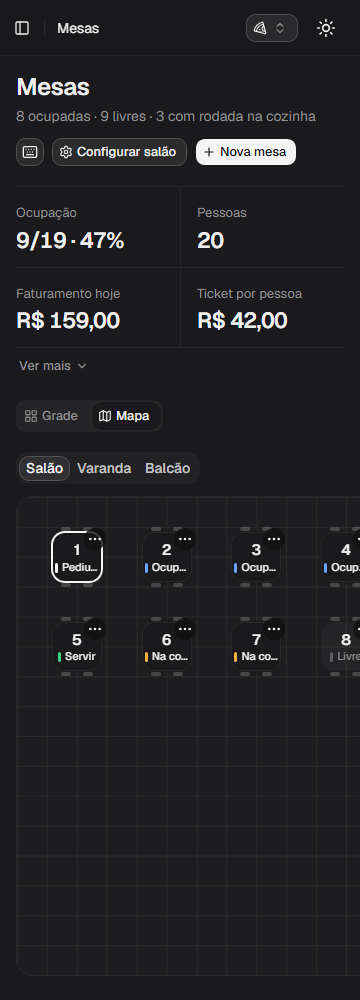 Mesas
Mesas
8 ocupadas · 9 livres · 3 com rodada na cozinha
Configurar salão
Nova mesa
Ocupação
Pessoas
9/19 · 47%
20
Faturamento hoje
Ticket por pessoa
R$ 159,00
R$ 42,00
Ver mais
Grade
Mapa
Salão Varanda Balcão
1
2
3
4
Pediu...
Ocup...
Ocup...
Ocup...
5
6
7
8
Servir
Na co...
Na co...
Livre